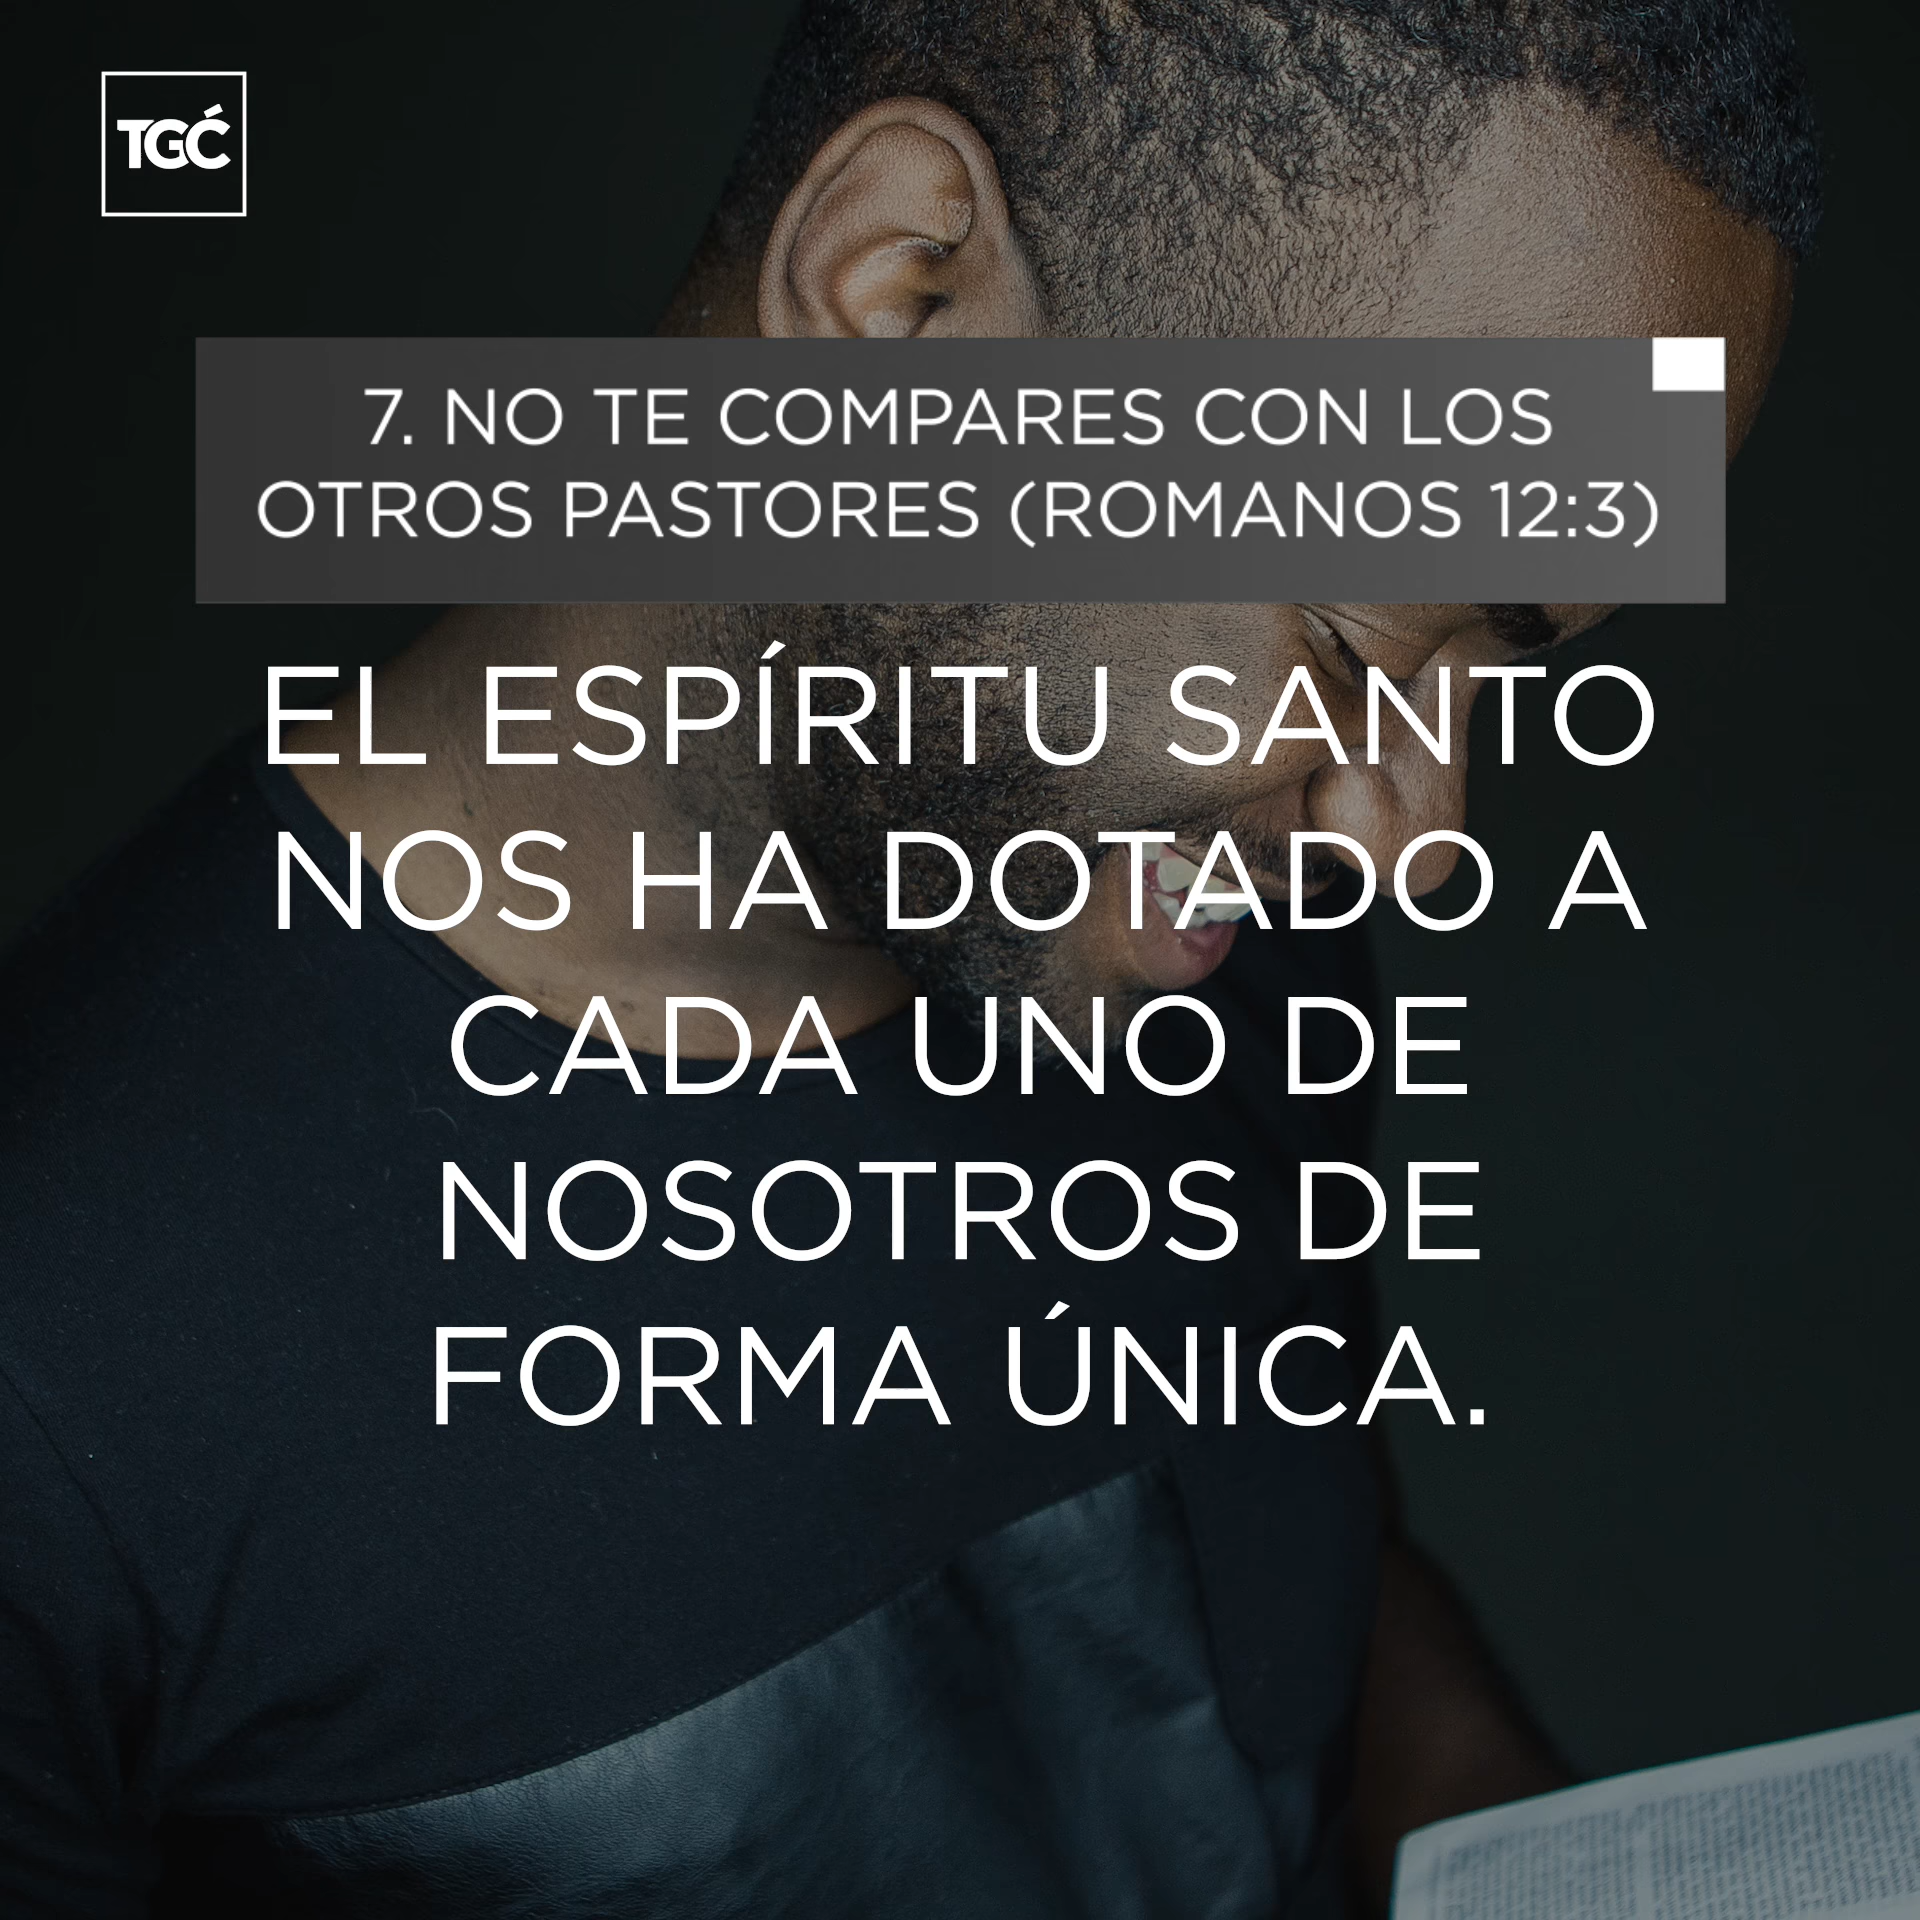 TGĆ
7. NO TE COMPARES CON LOS
OTROS PASTORES (ROMANOS 12:3)
EL ESPÍRITU SANTO
NOS HA DOTADO A
CADA UNO DE
NOSOTROS DE
FORMA ÚNICA.